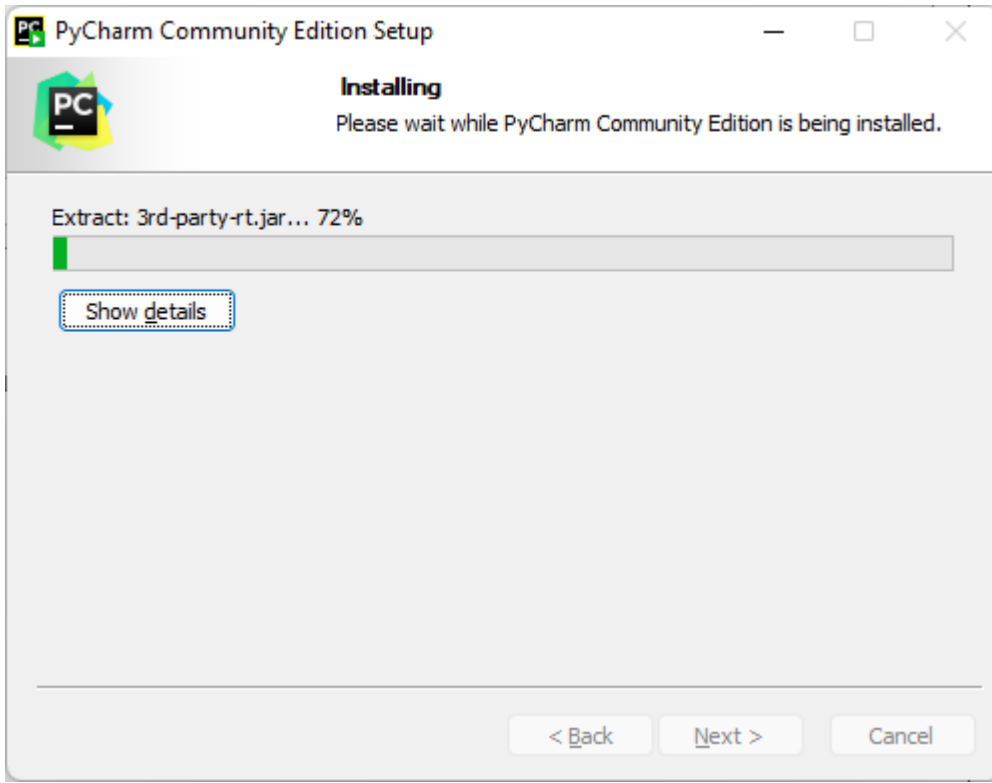 PyCharm Community Edition Setup
PC
Installing
Please wait while PyCharm Community Edition is being installed.
Extract: 3rd-party-rt.jar... 72%
Show details
< Back
Next >
Cancel